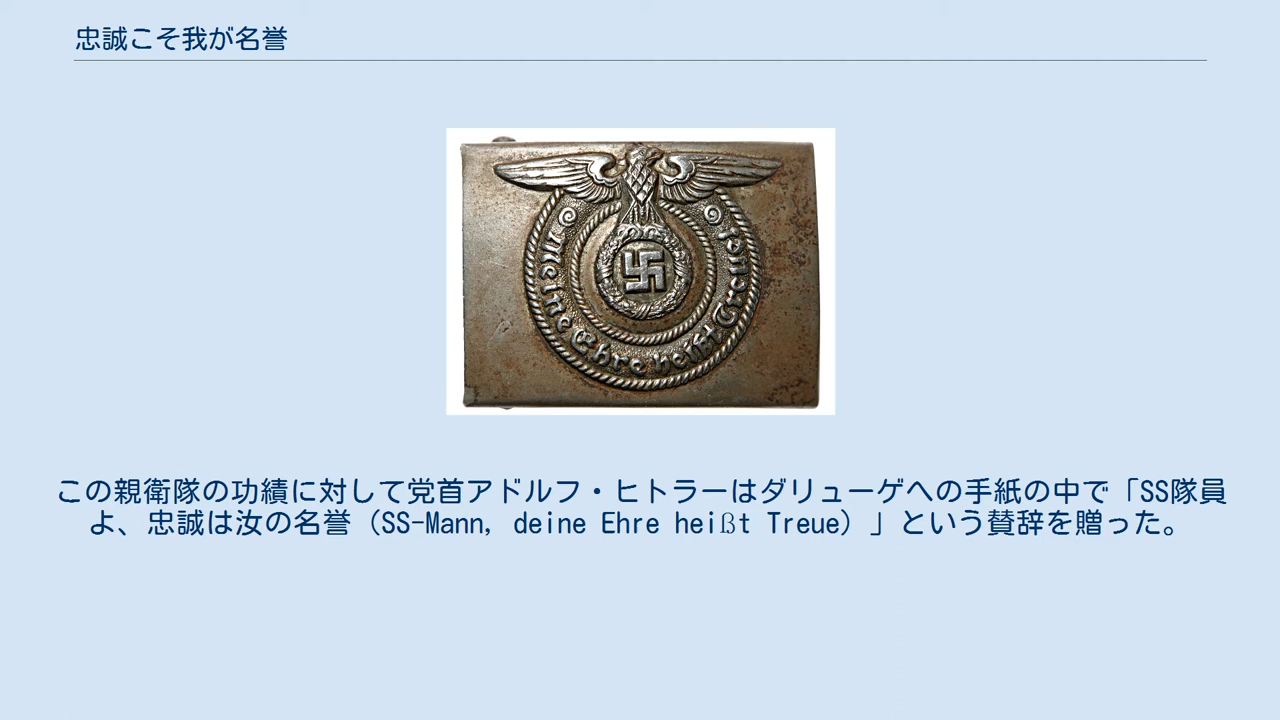 忠誠こそ我が名誉
Meine Ehre heißt Treue
この親衛隊の功績に対して党首アドルフ・ヒトラーはダリューゲへの手紙の中で「SS隊員
よ、忠誠は汝の名誉（SS-Mann, deine Ehre heißt Treue）」という賛辞を贈った。